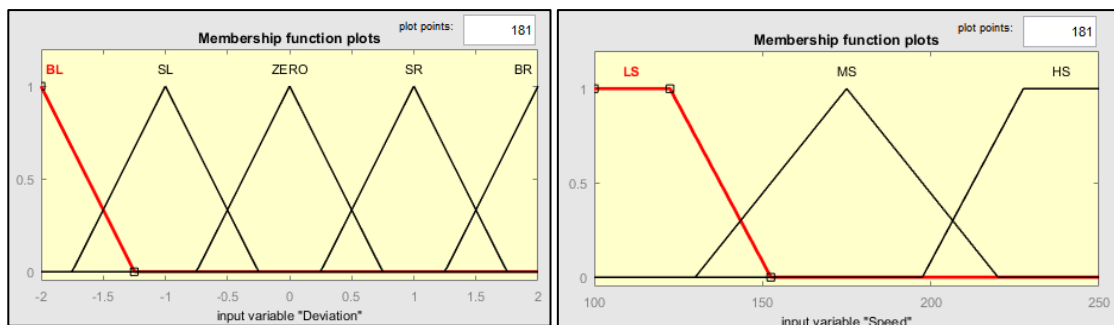 plot points: 181
Membership function plots
BL SL ZERO SR BR
1
0.5
0
-2 -1.5 -1 -0.5 0 0.5 1 1.5 2
input variable "Deviation"
plot points: 181
Membership function plots
LS MS HS
1
0.5
0
100 150 200 250
input variable "Speed"